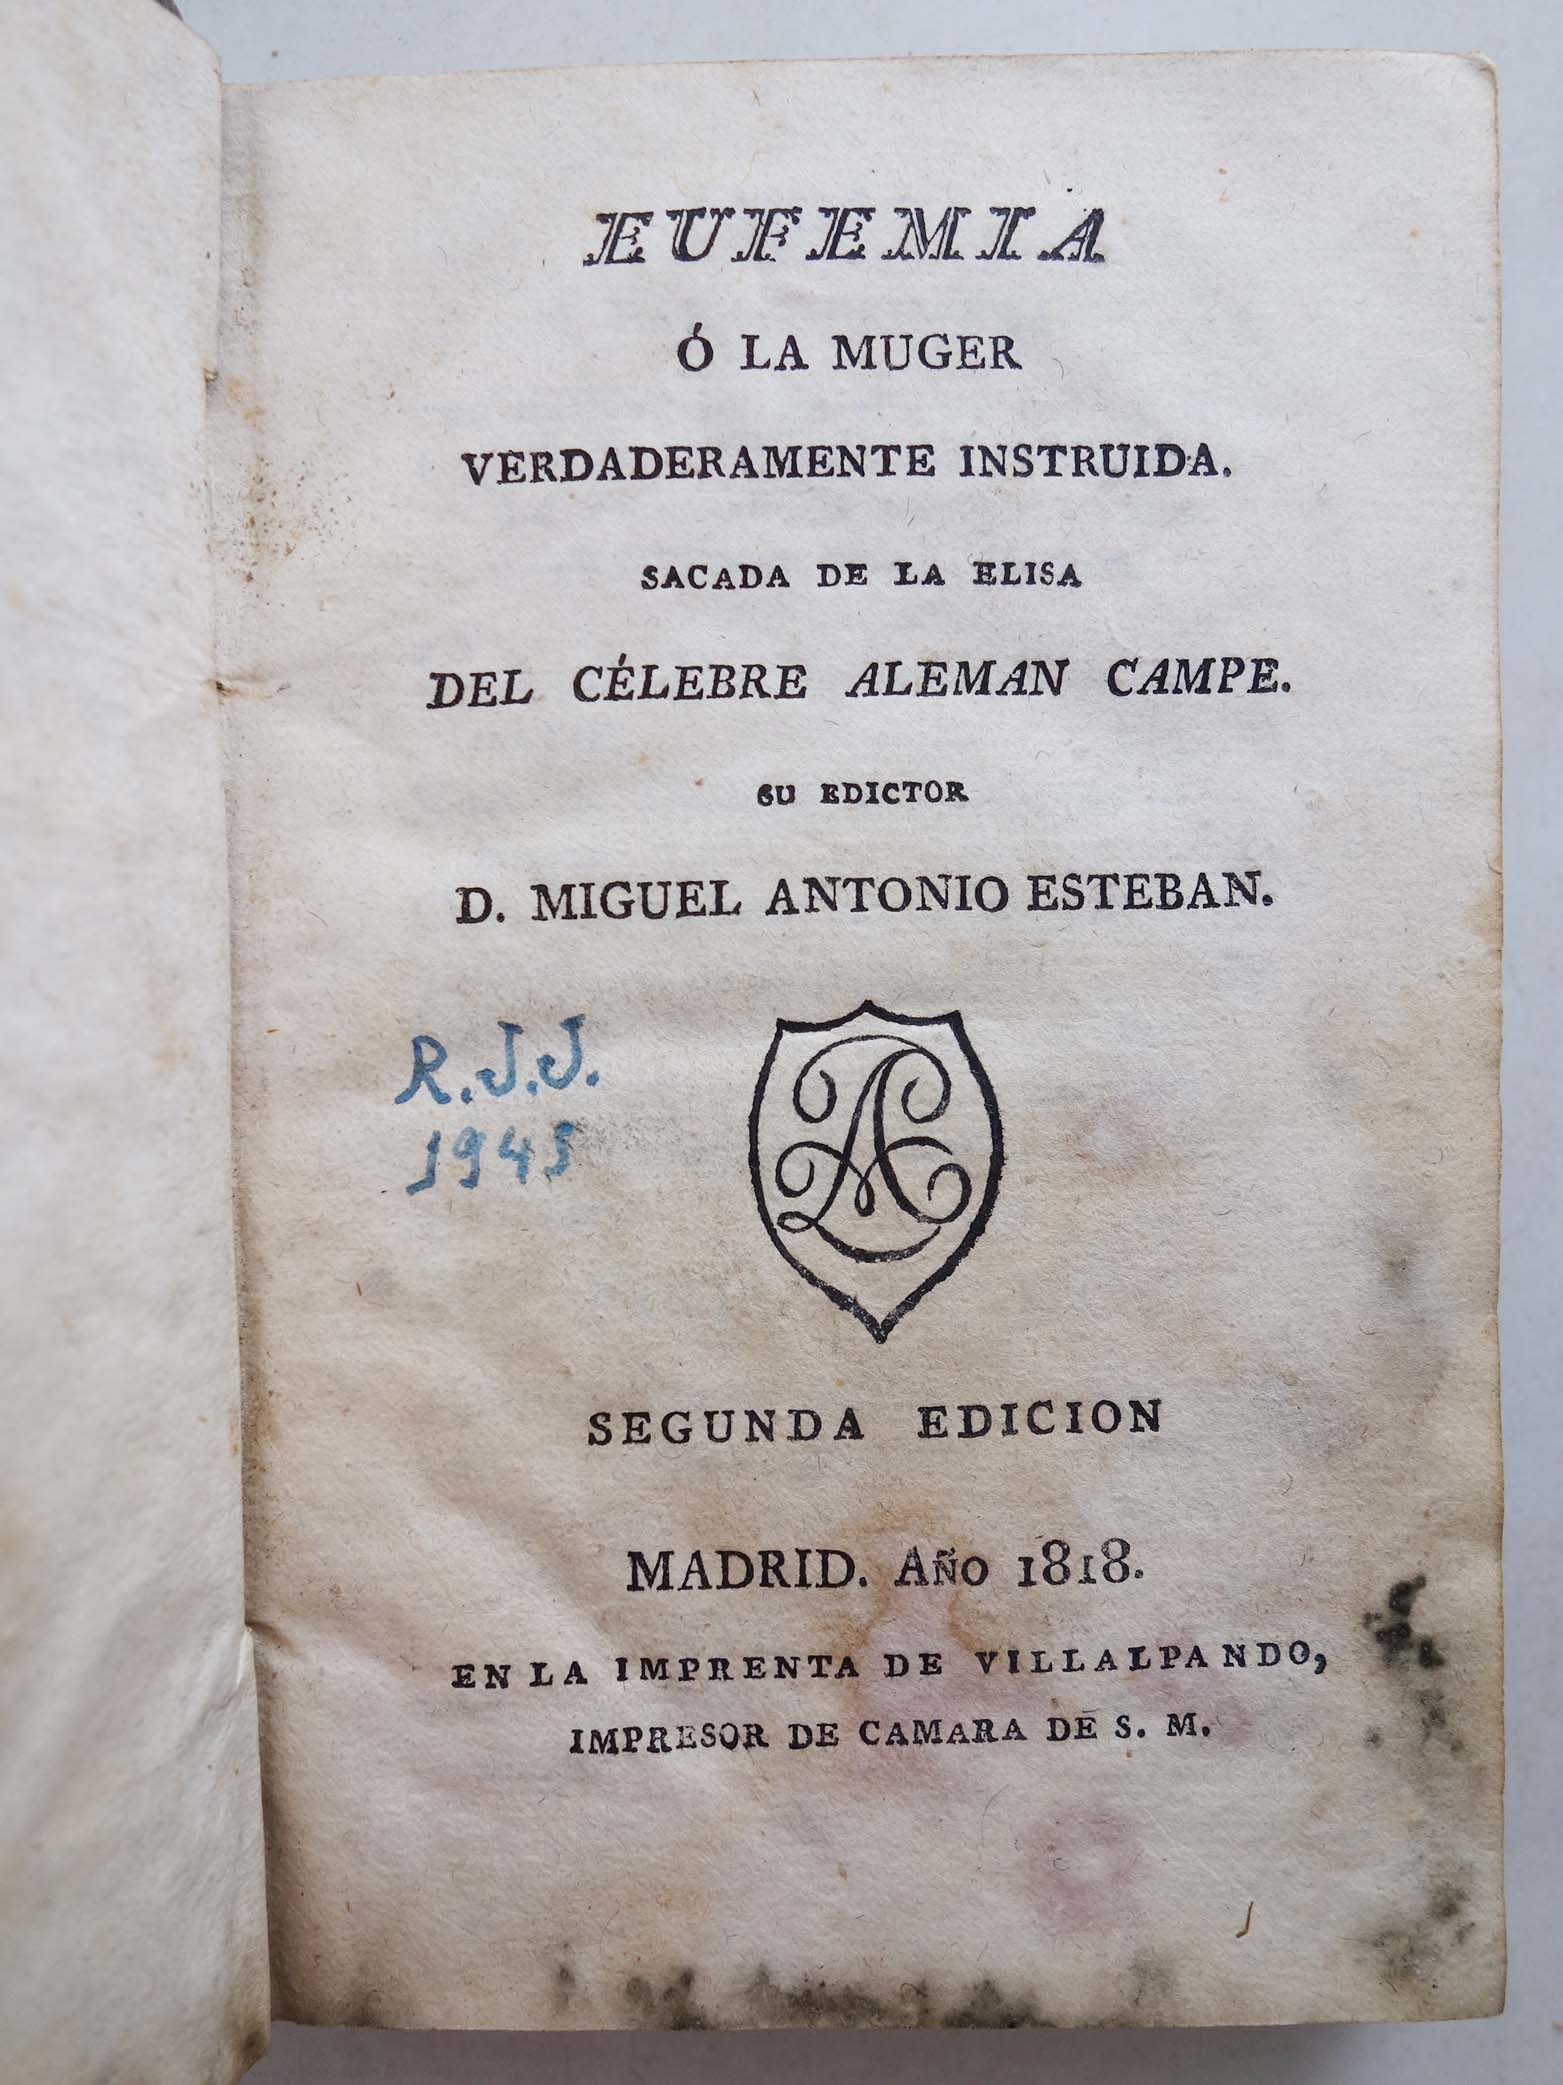 EUFEMIA
Ó LA MUGER
VERDADERAMENTE INSTRUIDA.
SACADA DE LA ELISA
DEL CÉLEBRE ALEMAN CAMPE.
SU EDICTOR
D. MIGUEL ANTONIO ESTEBAN.
R.J.J.
SEGUNDA EDICION
MADRID. AÑO 1818.
EN LA IMPRENTA DE VILLALPANDO,
IMPRESOR DE CAMARA DE S. M.